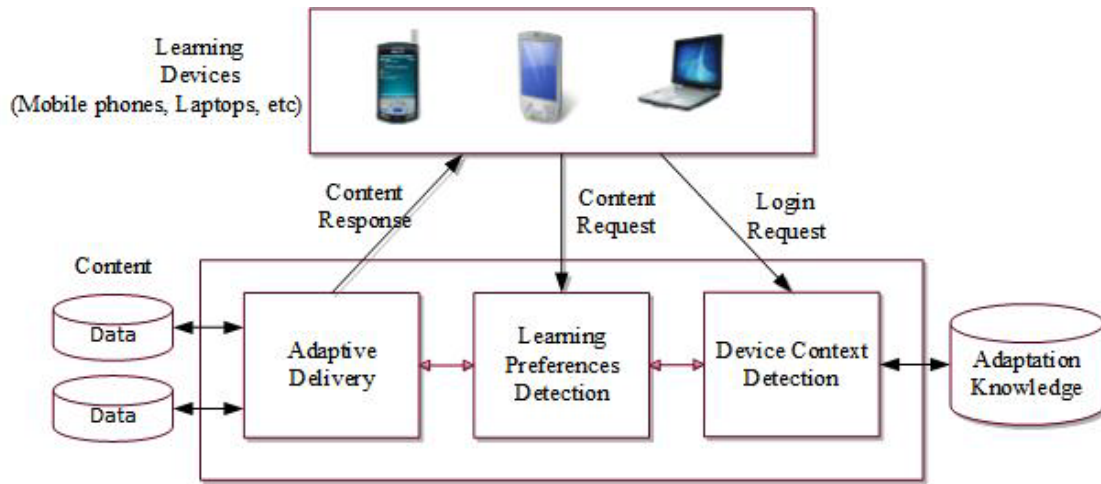 Learning
Devices
(Mobile phones, Laptops, etc)
Content
Response
Content
Request
Login
Request
Content
Data
Data
Adaptive
Delivery
Learning
Preferences
Detection
Device Context
Detection
Adaptation
Knowledge